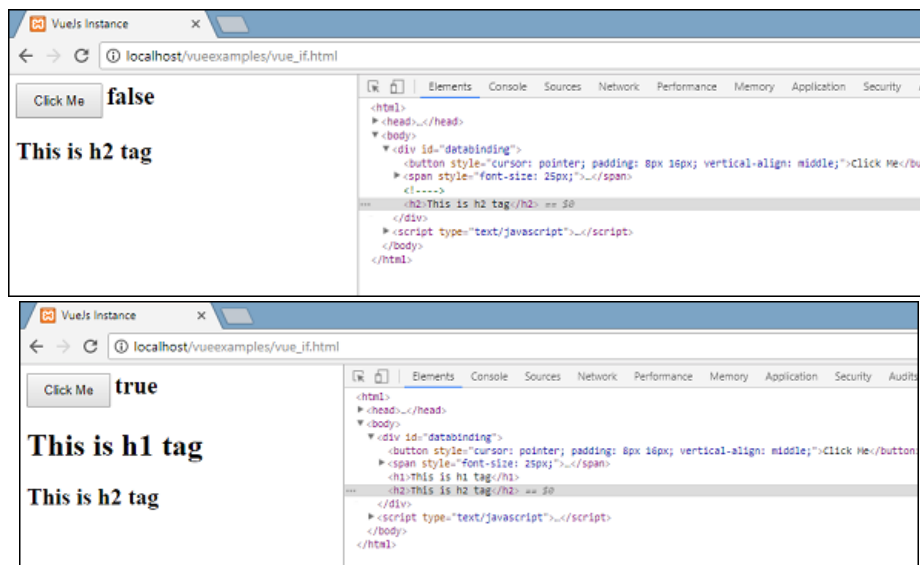 VueJs Instance
localhost/vueexamples/vue_if.html
Click Me false
This is h2 tag
Elements Console Sources Network Performance Memory Application Security
<html>
<head>…</head>
<body>
<div id="databinding">
<button style="cursor: pointer; padding: 8px 16px; vertical-align: middle;">Click Me</bu
<span style="font-size: 25px;">…</span>
<!---->
<h2>This is h2 tag</h2> == $0
</div>
<script type="text/javascript">…</script>
</body>
</html>
VueJs Instance
localhost/vueexamples/vue_if.html
Click Me true
This is h1 tag
This is h2 tag
Elements Console Sources Network Performance Memory Application Security Audits
<html>
<head>…</head>
<body>
<div id="databinding">
<button style="cursor: pointer; padding: 8px 16px; vertical-align: middle;">Click Me</button
<span style="font-size: 25px;">…</span>
<h1>This is h1 tag</h1>
<h2>This is h2 tag</h2> == $0
</div>
<script type="text/javascript">…</script>
</body>
</html>